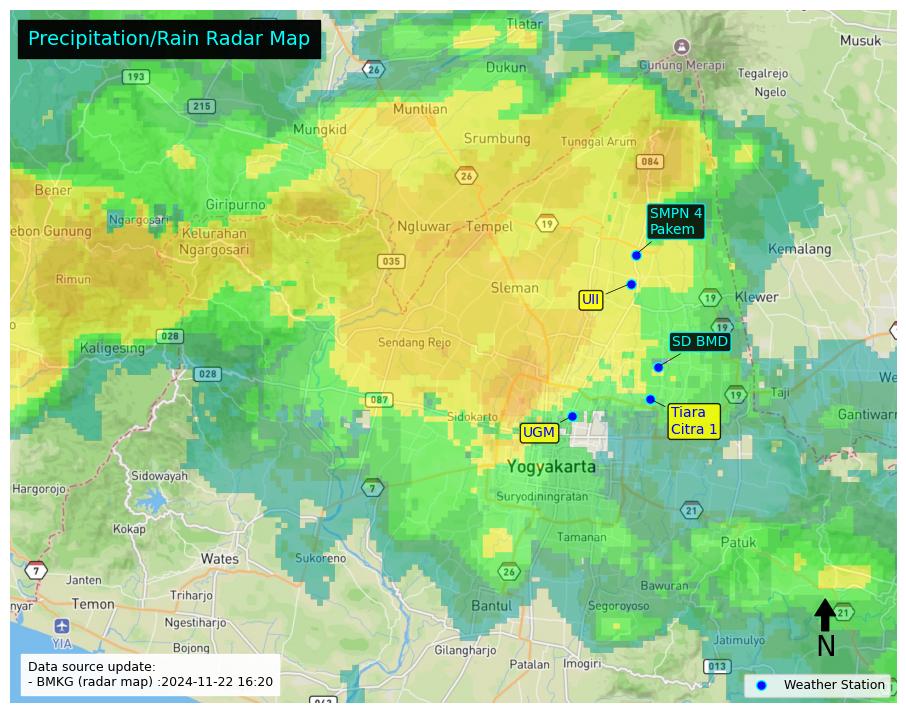 Precipitation/Rain Radar Map
Tlatar
Musuk
26
193
Dukun
Gunung Merapi
Tegalrejo
Ngelo
215
Muntilan
Mungkid
Srumbung
Tunggal Arum
084
26
Bener
Giripurno
Ngargosari
SMPN 4
Pakem
ebon Gunung
Kelurahan
Ngargosari
Ngluwar
Tempel
19
Kemalang
035
Rimun
Sleman
UII
19
Klewer
19
028
Kaligesing
Sendang Rejo
SD BMD
028
We
087
19
Taji
Sidokarto
Tiara
Citra 1
Gantiwarn
UGM
Yogyakarta
Sidowayah
Hargorojo
7
Suryodiningratan
21
Kokap
Tamanan
Patuk
Wates
Sukoreno
7
Janten
26
Bawuran
nyar
Temon
Triharjo
Bantul
Segoroyoso
21
Ngestiharjo
N
YIA
Bojong
Gilangharjo
Jatimulyo
Patalan
Imogiri
013
Data source update:
- BMKG (radar map) :2024-11-22 16:20
Weather Station